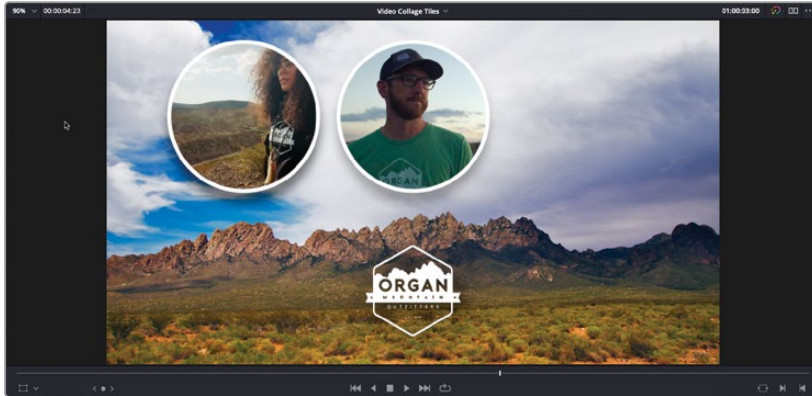 90% 00:00:04:23 Video Collage Tiles 01:00:03:00
ORGAN
ORGAN
MOUNTAIN
OUTFITTERS